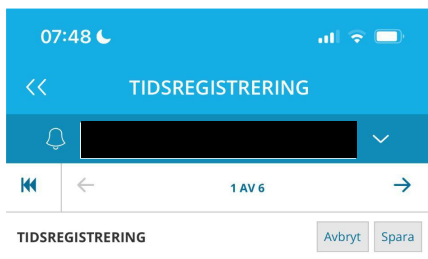 07:48
TIDSREGISTRERING
1 AV 6
TIDSREGISTRERING Avbryt Spara